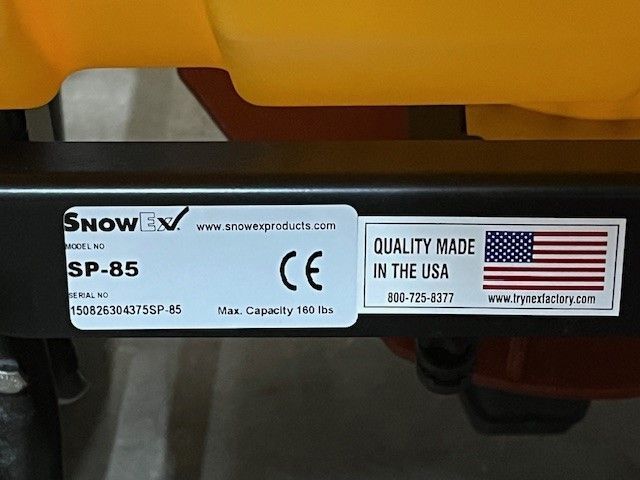 SNOWEX
www.snowexproducts.com
MODEL NO
SP-85
SERIAL NO
150826304375SP-85
Max. Capacity 160 lbs
CE
QUALITY MADE
IN THE USA
800-725-8377
www.trynexfactory.com